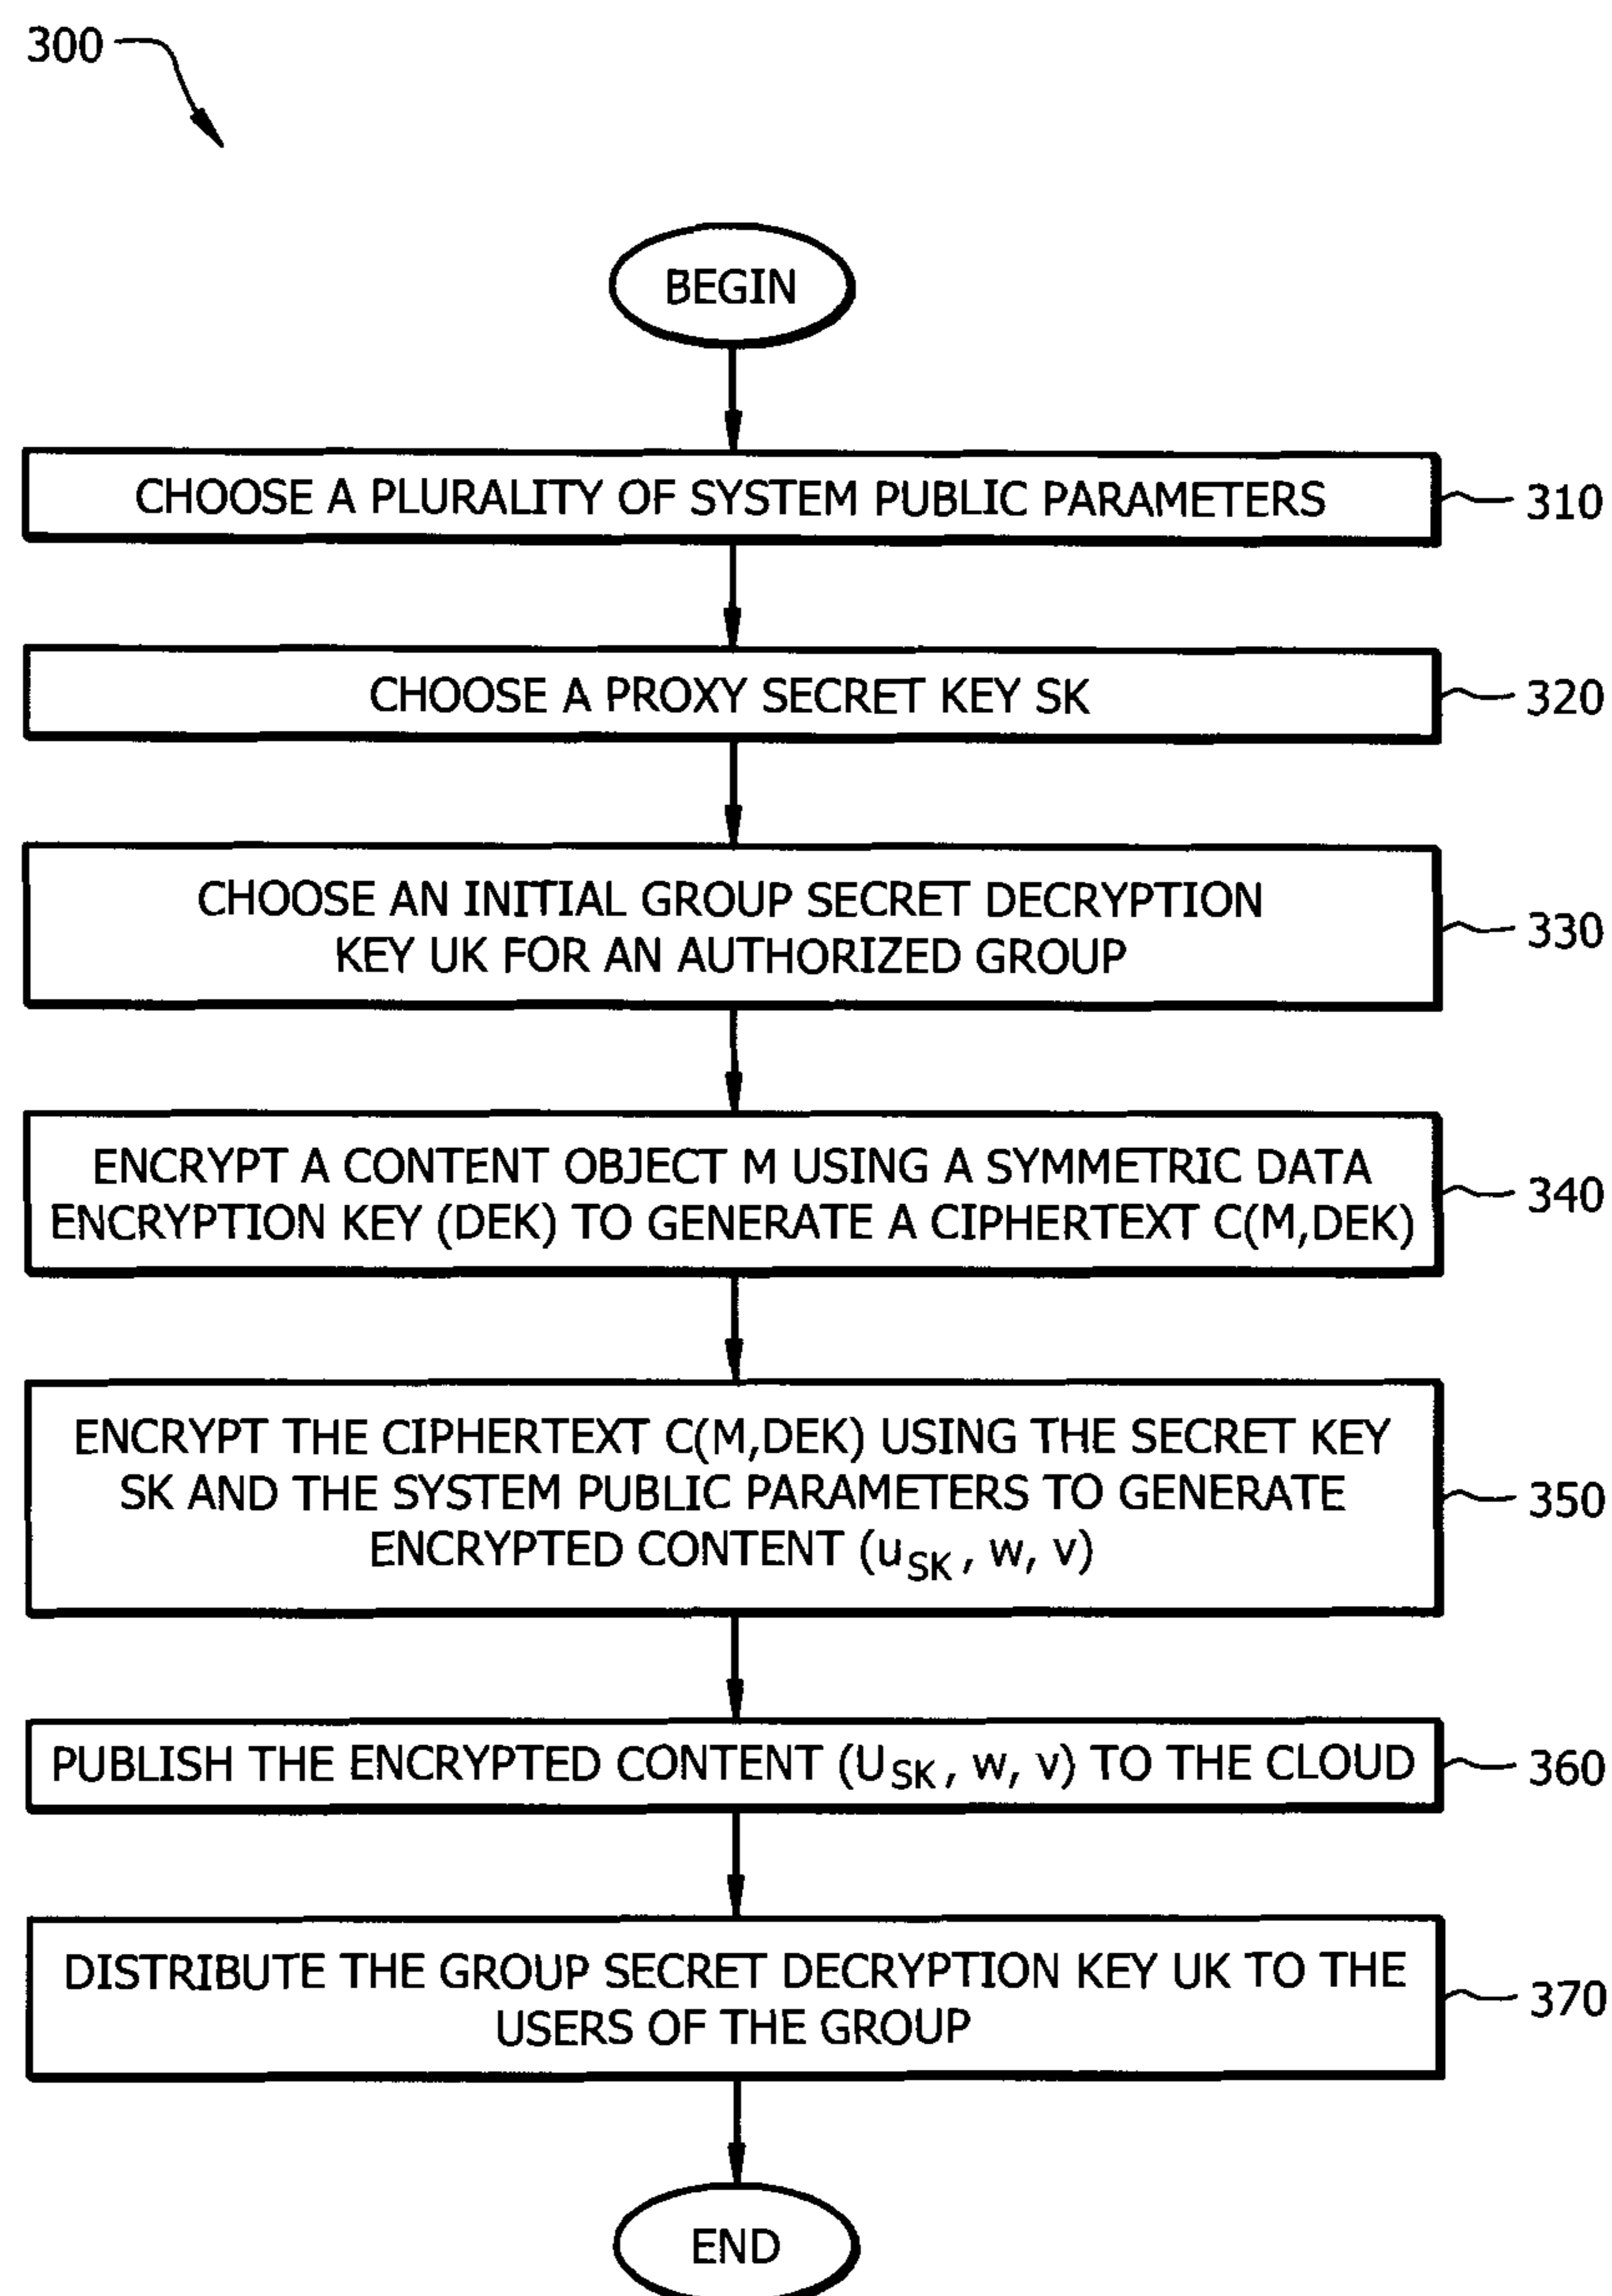 300
BEGIN
CHOOSE A PLURALITY OF SYSTEM PUBLIC PARAMETERS
310
CHOOSE A PROXY SECRET KEY SK
320
CHOOSE AN INITIAL GROUP SECRET DECRYPTION
KEY UK FOR AN AUTHORIZED GROUP
330
ENCRYPT A CONTENT OBJECT M USING A SYMMETRIC DATA
ENCRYPTION KEY (DEK) TO GENERATE A CIPHERTEXT C(M,DEK)
340
ENCRYPT THE CIPHERTEXT C(M,DEK) USING THE SECRET KEY
SK AND THE SYSTEM PUBLIC PARAMETERS TO GENERATE
ENCRYPTED CONTENT (uSK, w, v)
350
PUBLISH THE ENCRYPTED CONTENT (USK, w, v) TO THE CLOUD
360
DISTRIBUTE THE GROUP SECRET DECRYPTION KEY UK TO THE
USERS OF THE GROUP
370
END